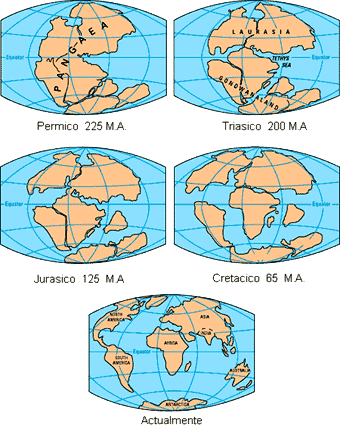 Equator
PANGAEA
Permico 225 M.A.
LAURASIA
Equator
TETHYS
SEA
GONDWANALAND
Triasico 200 M.A
Equator
Jurasico 125 M.A
Equator
Cretacico 65 M.A.
NORTH
AMERICA
ASIA
INDIA
AFRICA
Equator
SOUTH
AMERICA
AUSTRALIA
ANTARCTICA
Actualmente